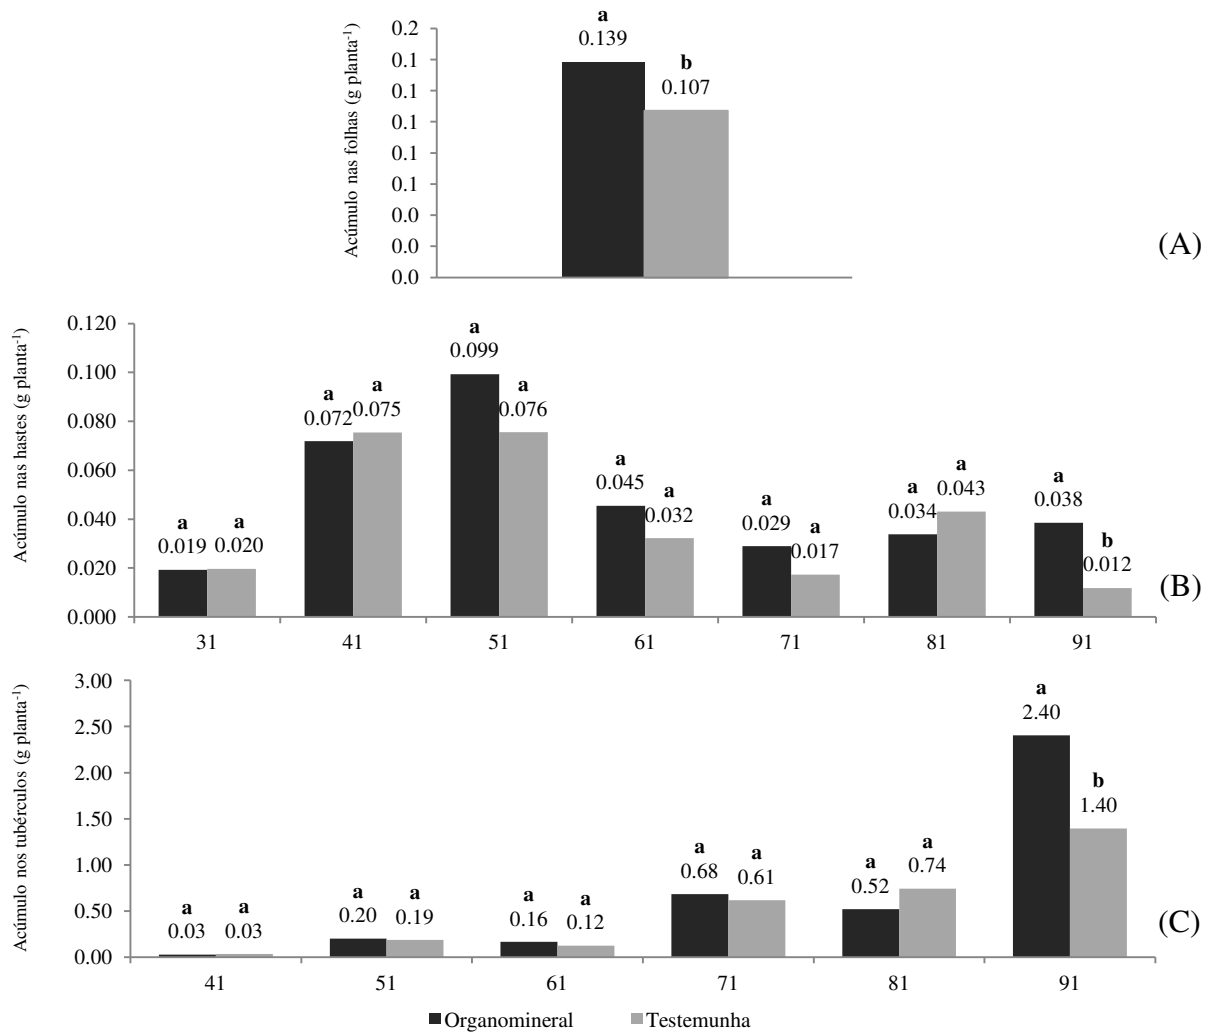 Acúmulo nas folhas (g planta⁻¹)
0.2
0.1
0.1
0.1
0.1
0.1
0.0
0.0
0.0
a
0.139
b
0.107
(A)
Acúmulo nas hastes (g planta⁻¹)
0.120
0.100
0.080
0.060
0.040
0.020
0.000
a a
0.019 0.020
a a
0.072 0.075
a a
0.099 0.076
a a
0.045 0.032
a a
0.029 0.017
a a
0.034 0.043
a b
0.038 0.012
31 41 51 61 71 81 91
(B)
Acúmulo nos tubérculos (g planta⁻¹)
3.00
2.50
2.00
1.50
1.00
0.50
0.00
a a
0.03 0.03
a a
0.20 0.19
a a
0.16 0.12
a a
0.68 0.61
a a
0.52 0.74
a b
2.40 1.40
41 51 61 71 81 91
(C)
Organomineral Testemunha